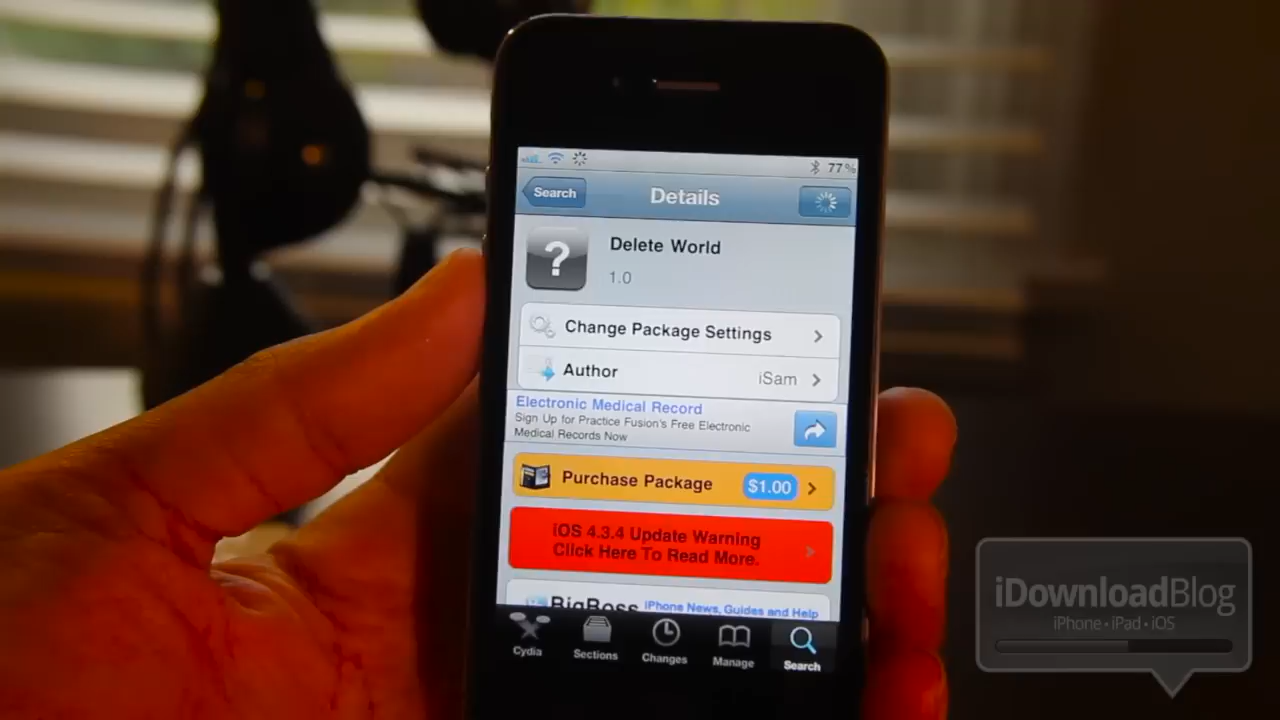 77%
Search
Details
?
Delete World
1.0
Change Package Settings
Author
iSam
Electronic Medical Record
Sign Up for Practice Fusion's Free Electronic
Medical Records Now
Purchase Package
$1.00
iOS 4.3.4 Update Warning
Click Here To Read More.
BigBoss
iPhone News, Guides and Help
Cydia
Sections
Changes
Manage
Search
iDownloadBlog
iPhone • iPad • iOS